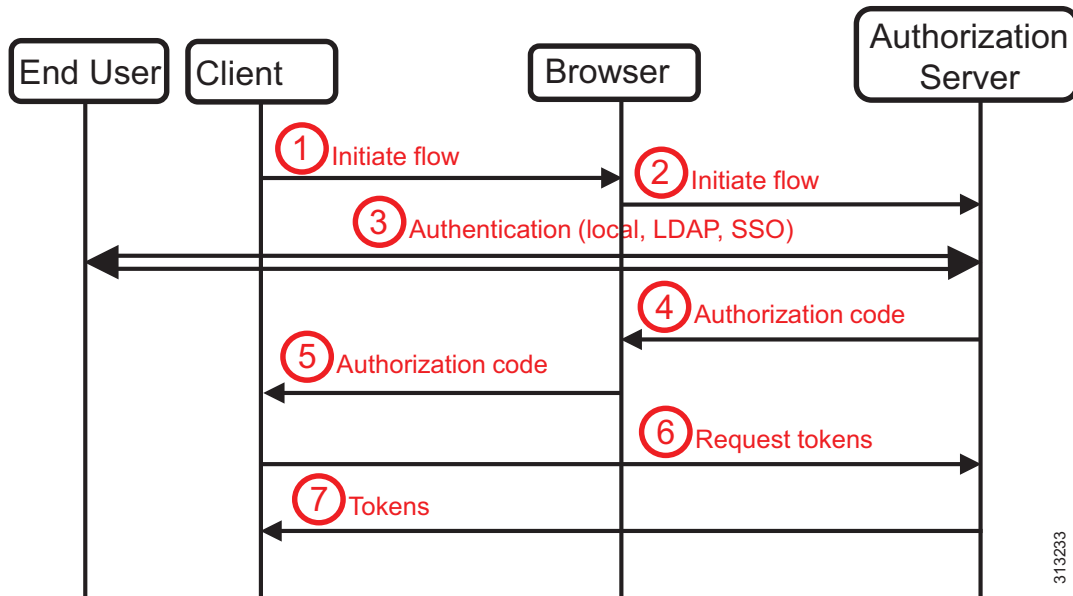 End User
Client
Browser
Authorization
Server
1 Initiate flow
2 Initiate flow
3 Authentication (local, LDAP, SSO)
4 Authorization code
5 Authorization code
6 Request tokens
7 Tokens
313233